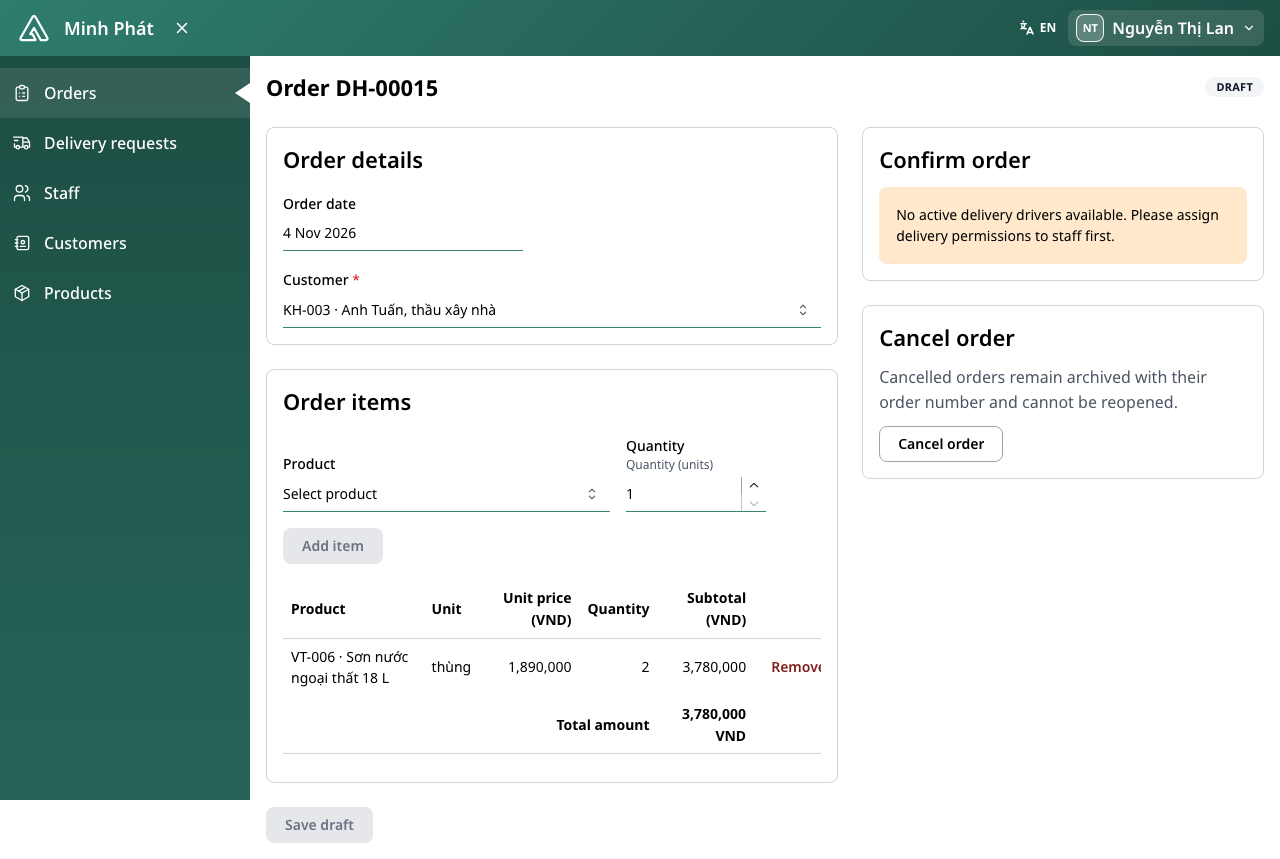 Minh Phát
EN
NT
Nguyễn Thị Lan
Orders
Delivery requests
Staff
Customers
Products
Order DH-00015
DRAFT
Order details
Order date
4 Nov 2026
Customer *
KH-003 · Anh Tuấn, thầu xây nhà
Order items
Product
Select product
Quantity
Quantity (units)
1
Add item
Product Unit Unit price (VND) Quantity Subtotal (VND)
VT-006 · Sơn nước ngoại thất 18 L thùng 1,890,000 2 3,780,000 Remove
Total amount 3,780,000 VND
Save draft
Confirm order
No active delivery drivers available. Please assign
delivery permissions to staff first.
Cancel order
Cancelled orders remain archived with their
order number and cannot be reopened.
Cancel order